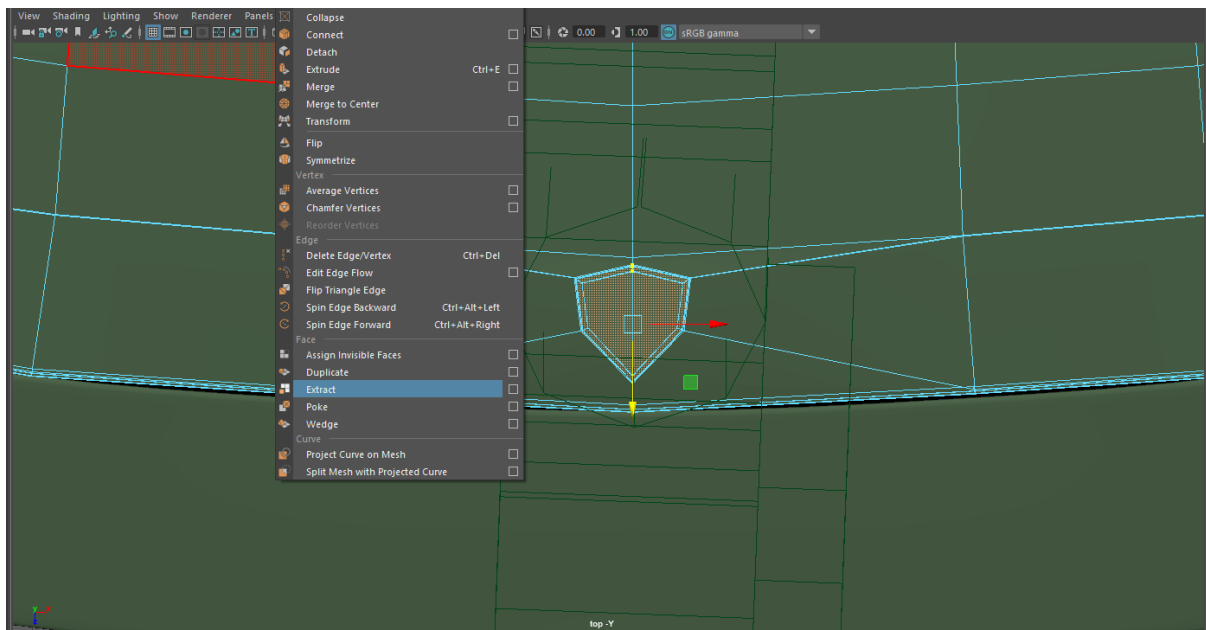 View Shading Lighting Show Renderer Panels
0.00 1.00 sRGB gamma
Collapse
Connect
Detach
Extrude Ctrl+E
Merge
Merge to Center
Transform
Flip
Symmetrize
Vertex
Average Vertices
Chamfer Vertices
Reorder Vertices
Edge
Delete Edge/Vertex Ctrl+Del
Edit Edge Flow
Flip Triangle Edge
Spin Edge Backward Ctrl+Alt+Left
Spin Edge Forward Ctrl+Alt+Right
Face
Assign Invisible Faces
Duplicate
Extract
Poke
Wedge
Curve
Project Curve on Mesh
Split Mesh with Projected Curve
y
z
top -Y